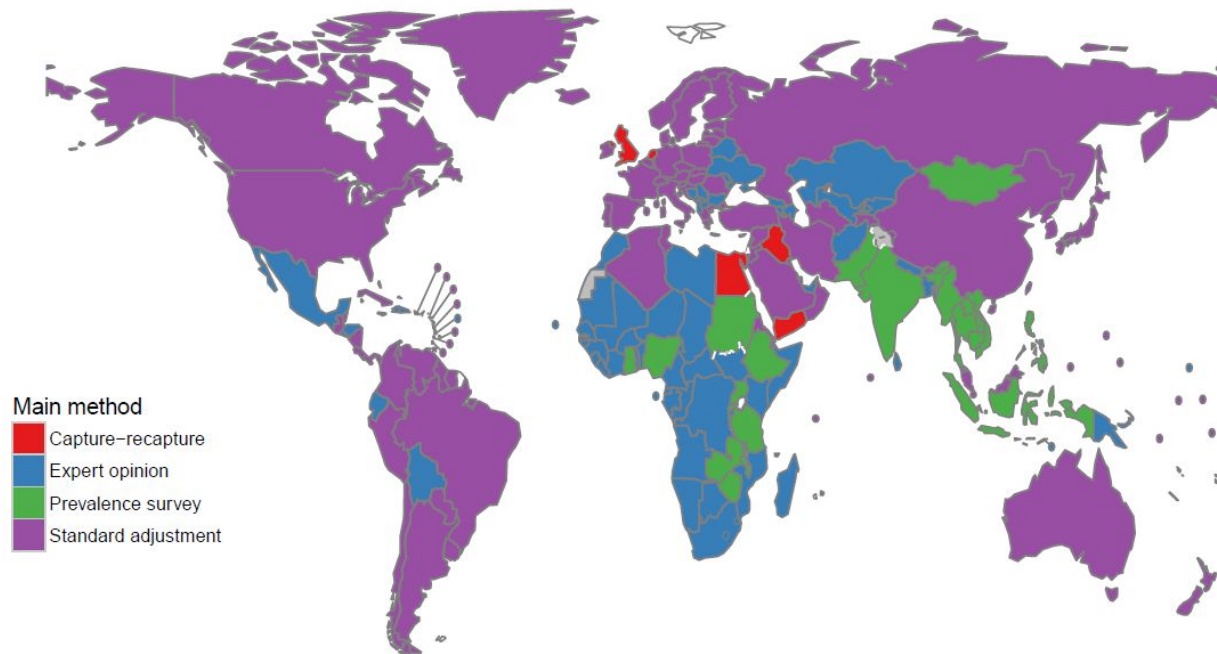 Main method
Capture−recapture
Expert opinion
Prevalence survey
Standard adjustment